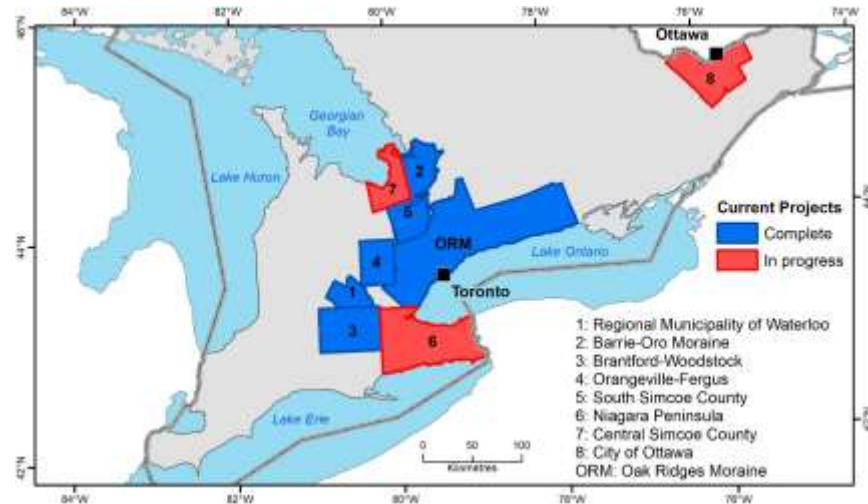 84°W
82°W
80°W
78°W
76°W
74°W
46°N
Ottawa
8
Georgian
Bay
2
Lake Huron
7
5
44°N
Current Projects
ORM
Complete
44°N
4
Lake Ontario
In progress
Toronto
1
3
6
1: Regional Municipality of Waterloo
2: Barrie-Oro Moraine
3: Brantford-Woodstock
4: Orangeville-Fergus
5: South Simcoe County
6: Niagara Peninsula
7: Central Simcoe County
8: City of Ottawa
ORM: Oak Ridges Moraine
Lake Erie
0 50 100
Kilometres
42°N
42°N
84°W
82°W
80°W
78°W
76°W